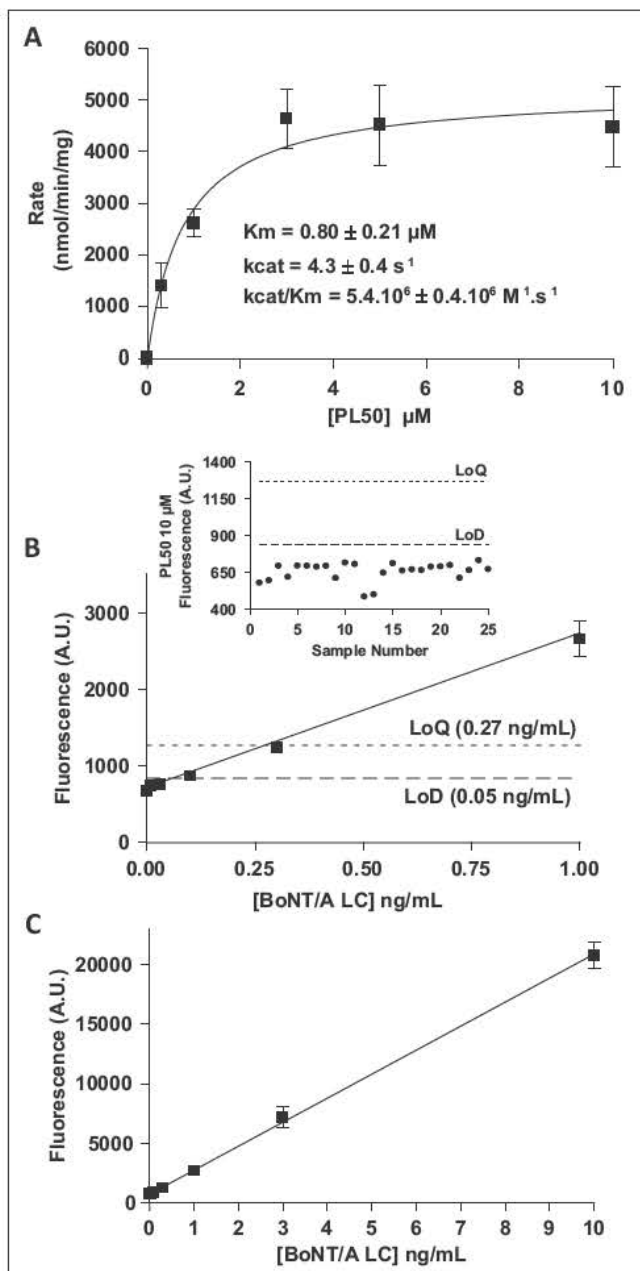 A
6000
5000
4000
3000
2000
1000
0
Rate
(nmol/min/mg)
Km = 0.80 ± 0.21 µM
kcat = 4.3 ± 0.4 s¹
kcat/Km = 5.4.10⁶ ± 0.4.10⁶ M¹.s¹
0 2 4 6 8 10
[PL50] µM
1400
1150
900
650
400
PL50 10 µM
Fluorescence (A.U.)
LoQ
LoD
0 5 10 15 20 25
Sample Number
B
3000
2000
1000
0
Fluorescence (A.U.)
LoQ (0.27 ng/mL)
LoD (0.05 ng/mL)
0.00 0.25 0.50 0.75 1.00
[BoNT/A LC] ng/mL
C
20000
15000
10000
5000
0
Fluorescence (A.U.)
0 1 2 3 4 5 6 7 8 9 10
[BoNT/A LC] ng/mL